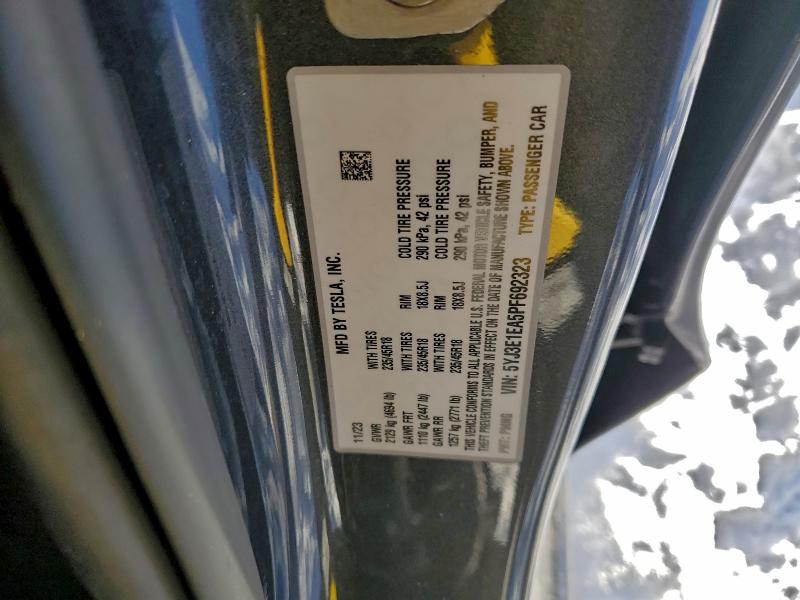 MFD BY TESLA, INC.
11/23
GVWR WITH TIRES
2129 kg (4694 lb) 235/45R18
GAWR FRT WITH TIRES RIM COLD TIRE PRESSURE
1110 kg (2447 lb) 235/45R18 18X8.5J 290 kPa, 42 psi
GAWR RR WITH TIRES RIM COLD TIRE PRESSURE
1257 kg (2771 lb) 235/45R18 18X8.5J 290 kPa, 42 psi
THIS VEHICLE CONFORMS TO ALL APPLICABLE U.S. FEDERAL MOTOR VEHICLE SAFETY, BUMPER, AND
THEFT PREVENTION STANDARDS IN EFFECT ON THE DATE OF MANUFACTURE SHOWN ABOVE.
VIN: 5YJ3E1EA5PF692323 TYPE: PASSENGER CAR